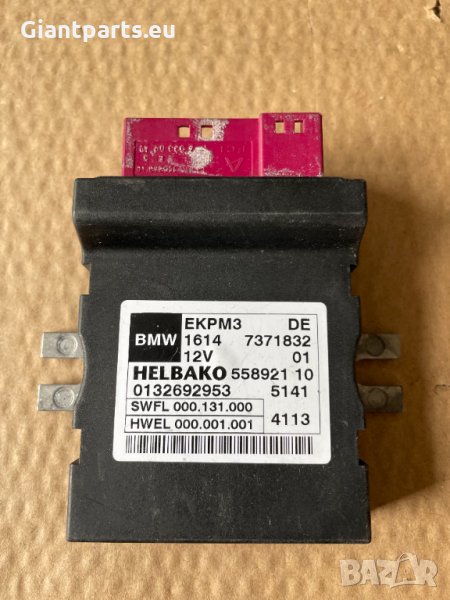 Giantparts.eu
BMW
EKPM3 DE
1614 7371832
12V 01
HELBAKO 558921 10
0132692953 5141
SWFL 000.131.000
HWEL 000.001.001 4113
BAZAR